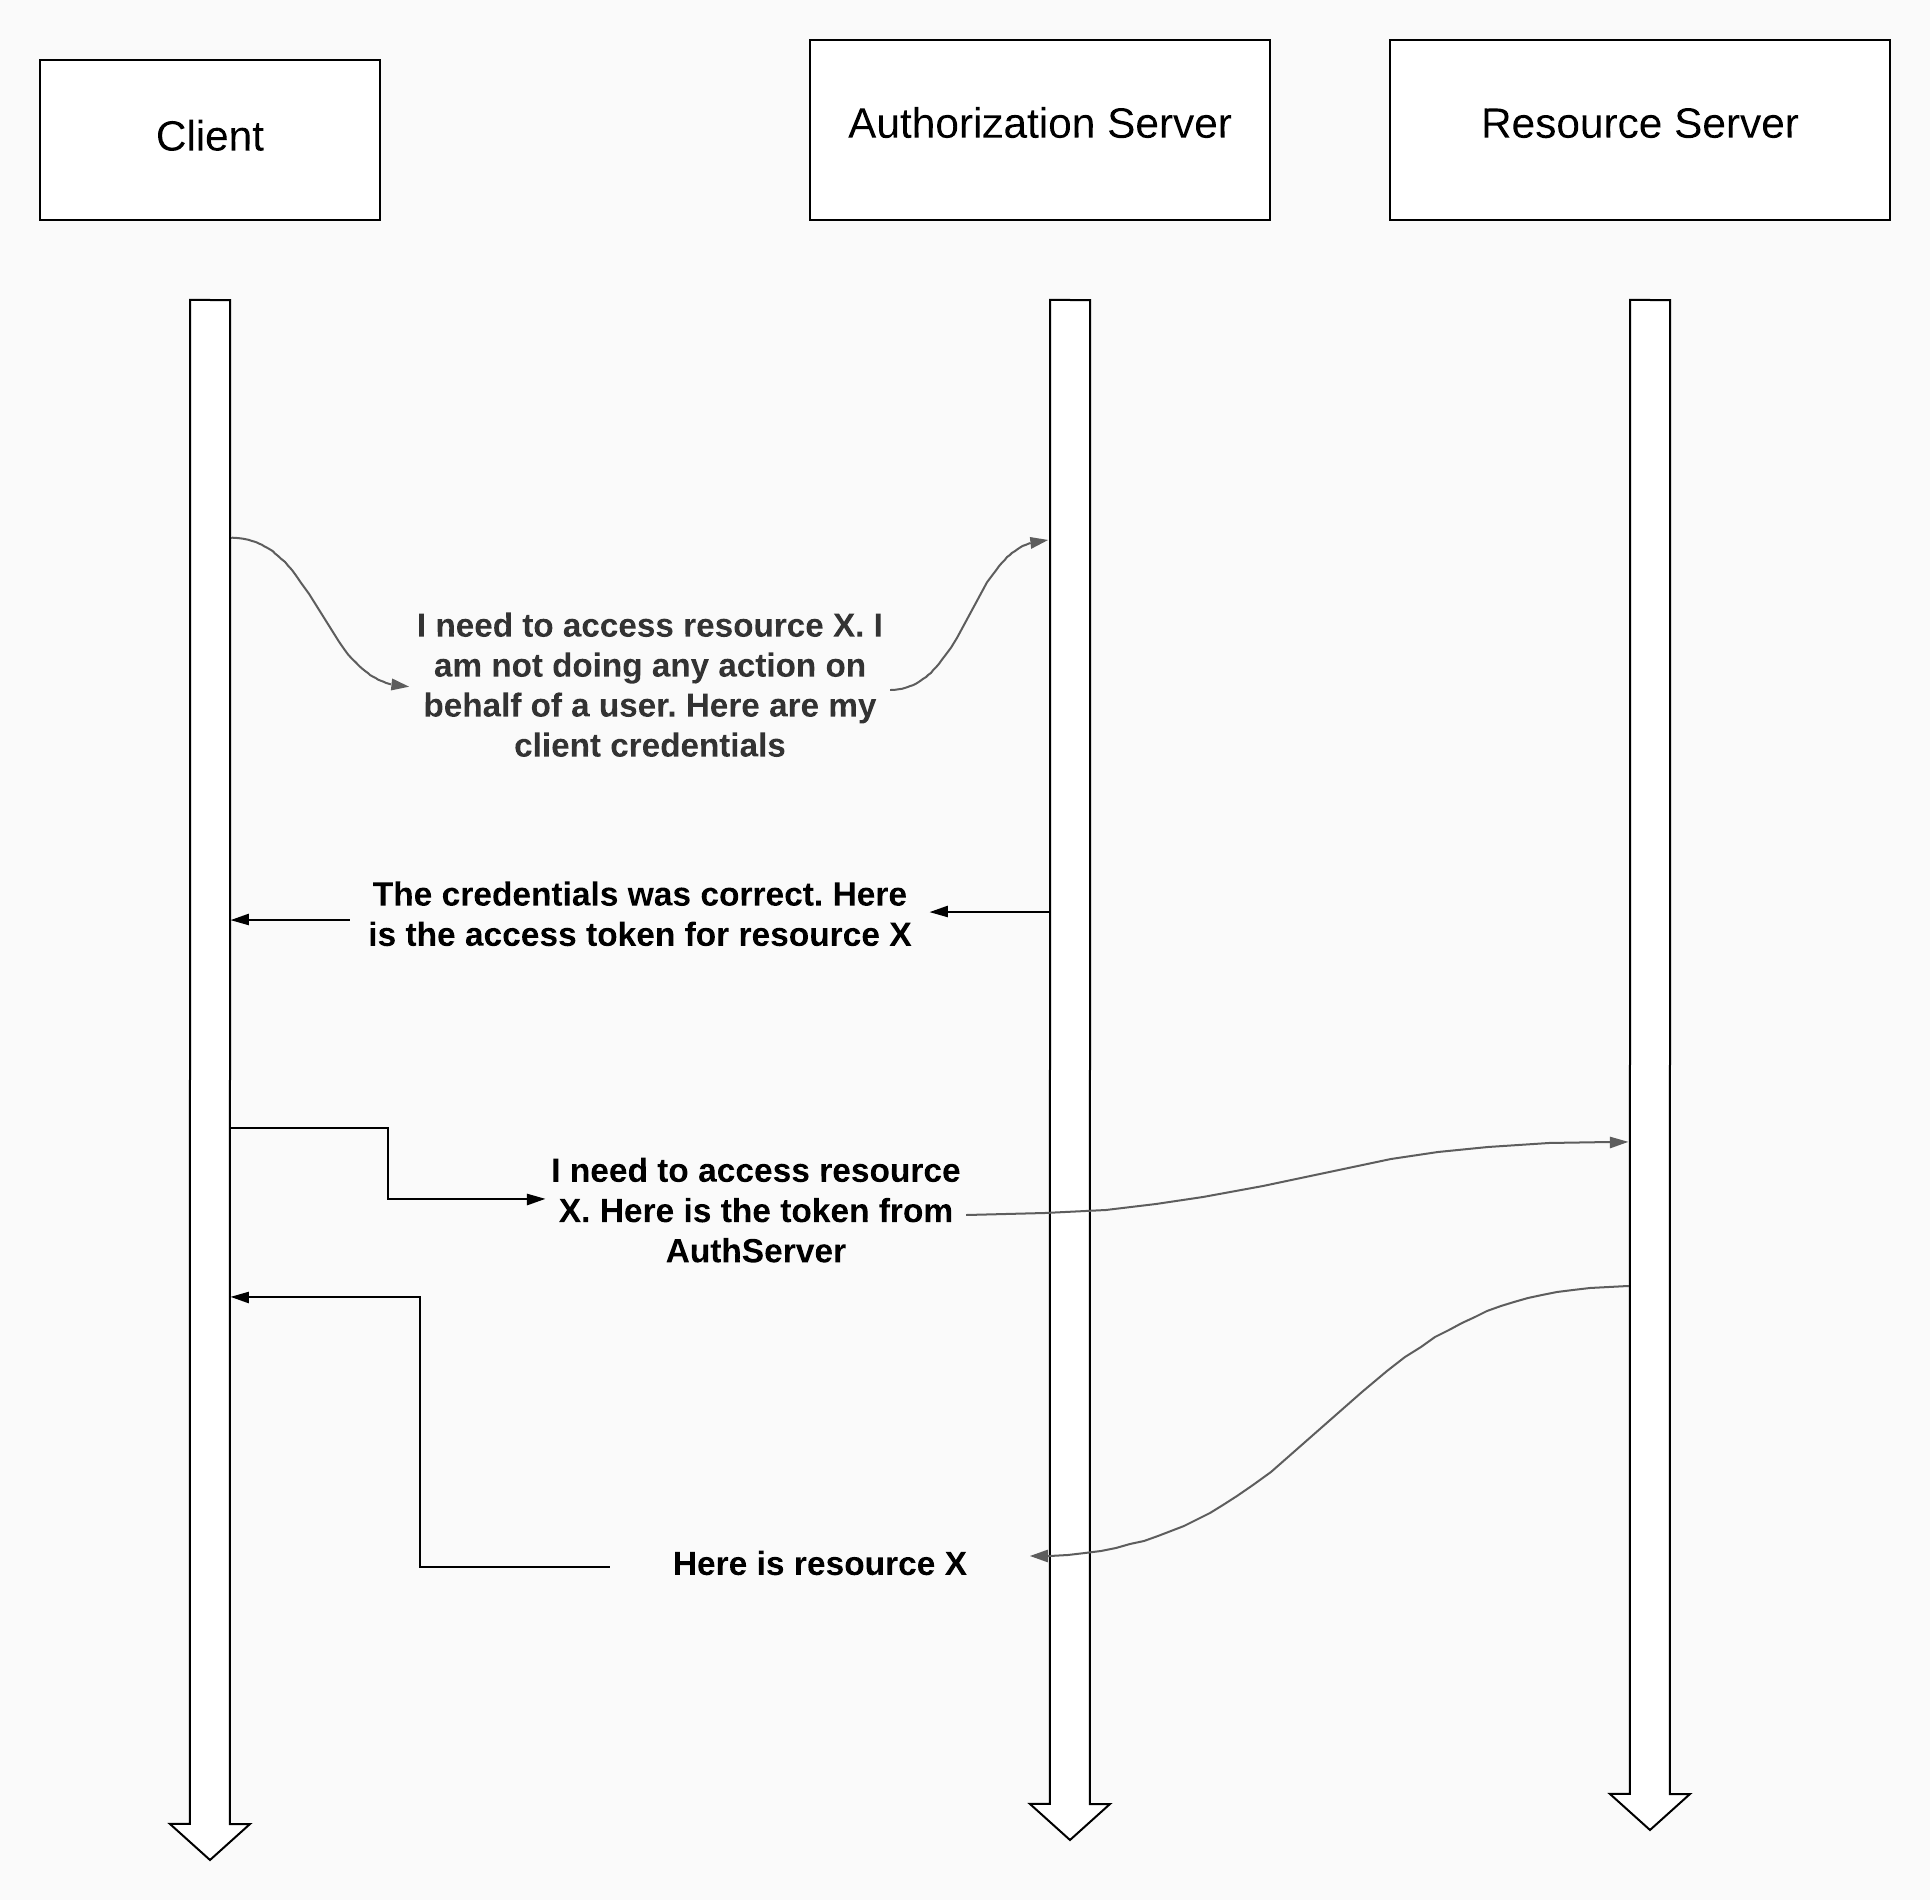 Client
Authorization Server
Resource Server
I need to access resource X. I
am not doing any action on
behalf of a user. Here are my
client credentials
The credentials was correct. Here
is the access token for resource X
I need to access resource
X. Here is the token from
AuthServer
Here is resource X